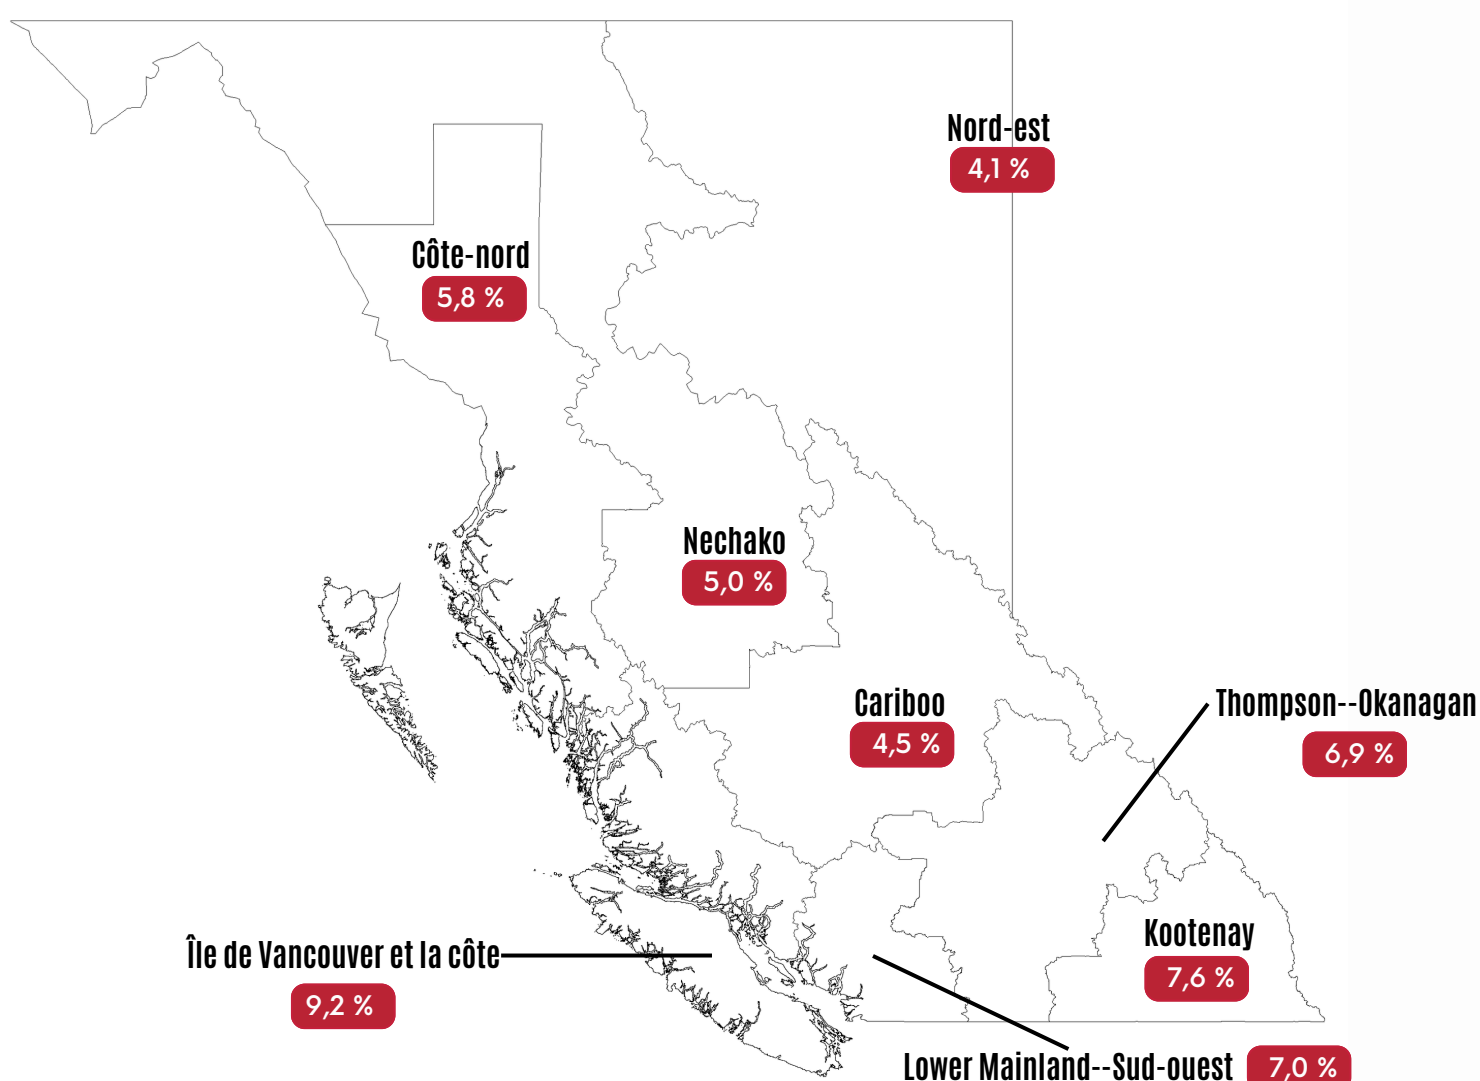 Nord-est
4,1 %
Côte-nord
5,8 %
Nechako
5,0 %
Cariboo
4,5 %
Thompson--Okanagan
6,9 %
Kootenay
7,6 %
Île de Vancouver et la côte
9,2 %
Lower Mainland--Sud-ouest 7,0 %